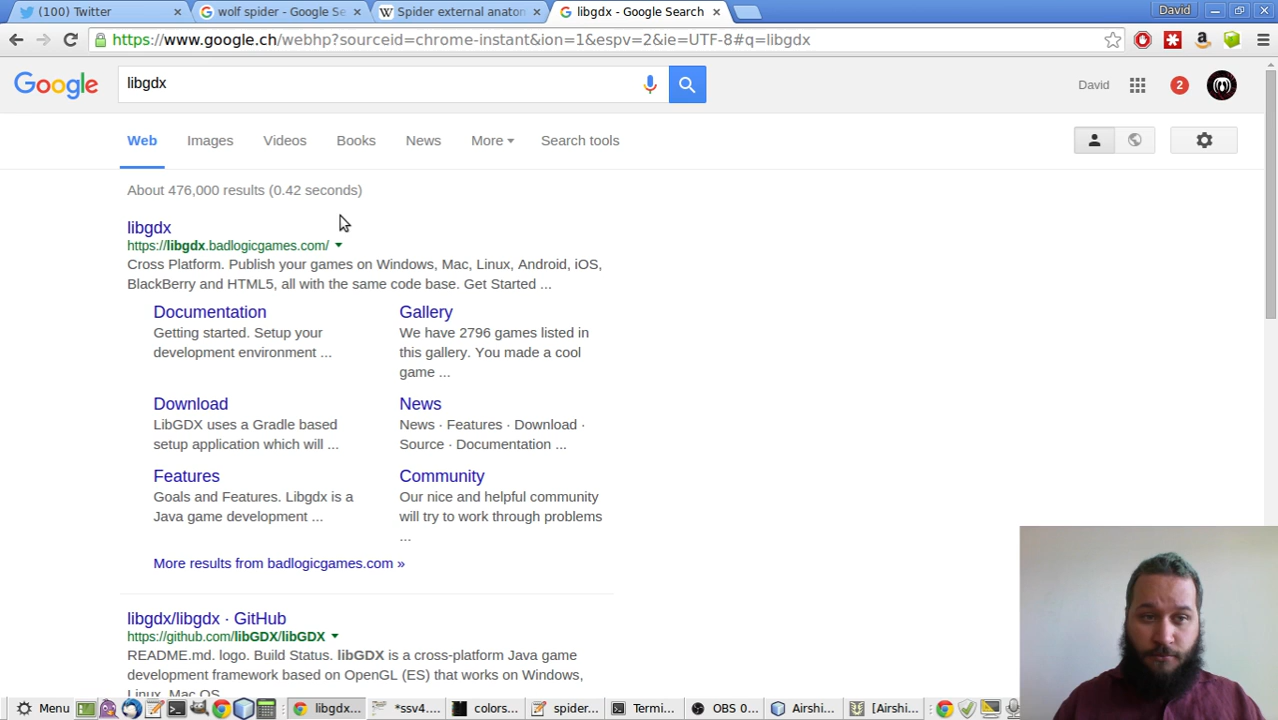 (100) Twitter
wolf spider - Google Se
Spider external anator
libgdx - Google Search
David
https://www.google.ch/webhp?sourceid=chrome-instant&ion=1&espv=2&ie=UTF-8#q=libgdx
Google
libgdx
David
2
Web
Images
Videos
Books
News
More
Search tools
About 476,000 results (0.42 seconds)
libgdx
https://libgdx.badlogicgames.com/
Cross Platform. Publish your games on Windows, Mac, Linux, Android, iOS,
BlackBerry and HTML5, all with the same code base. Get Started ...
Documentation
Getting started. Setup your
development environment ...
Gallery
We have 2796 games listed in
this gallery. You made a cool
game ...
Download
LibGDX uses a Gradle based
setup application which will ...
News
News · Features · Download ·
Source · Documentation ...
Features
Goals and Features. Libgdx is a
Java game development ...
Community
Our nice and helpful community
will try to work through problems
...
More results from badlogicgames.com »
libgdx/libgdx · GitHub
https://github.com/libGDX/libGDX
README.md. logo. Build Status. libGDX is a cross-platform Java game
development framework based on OpenGL (ES) that works on Windows,
Linux, Mac OS
Menu
libgdx...
*ssv4....
colors...
spider...
Termi...
OBS 0...
Airshi...
[Airshi...